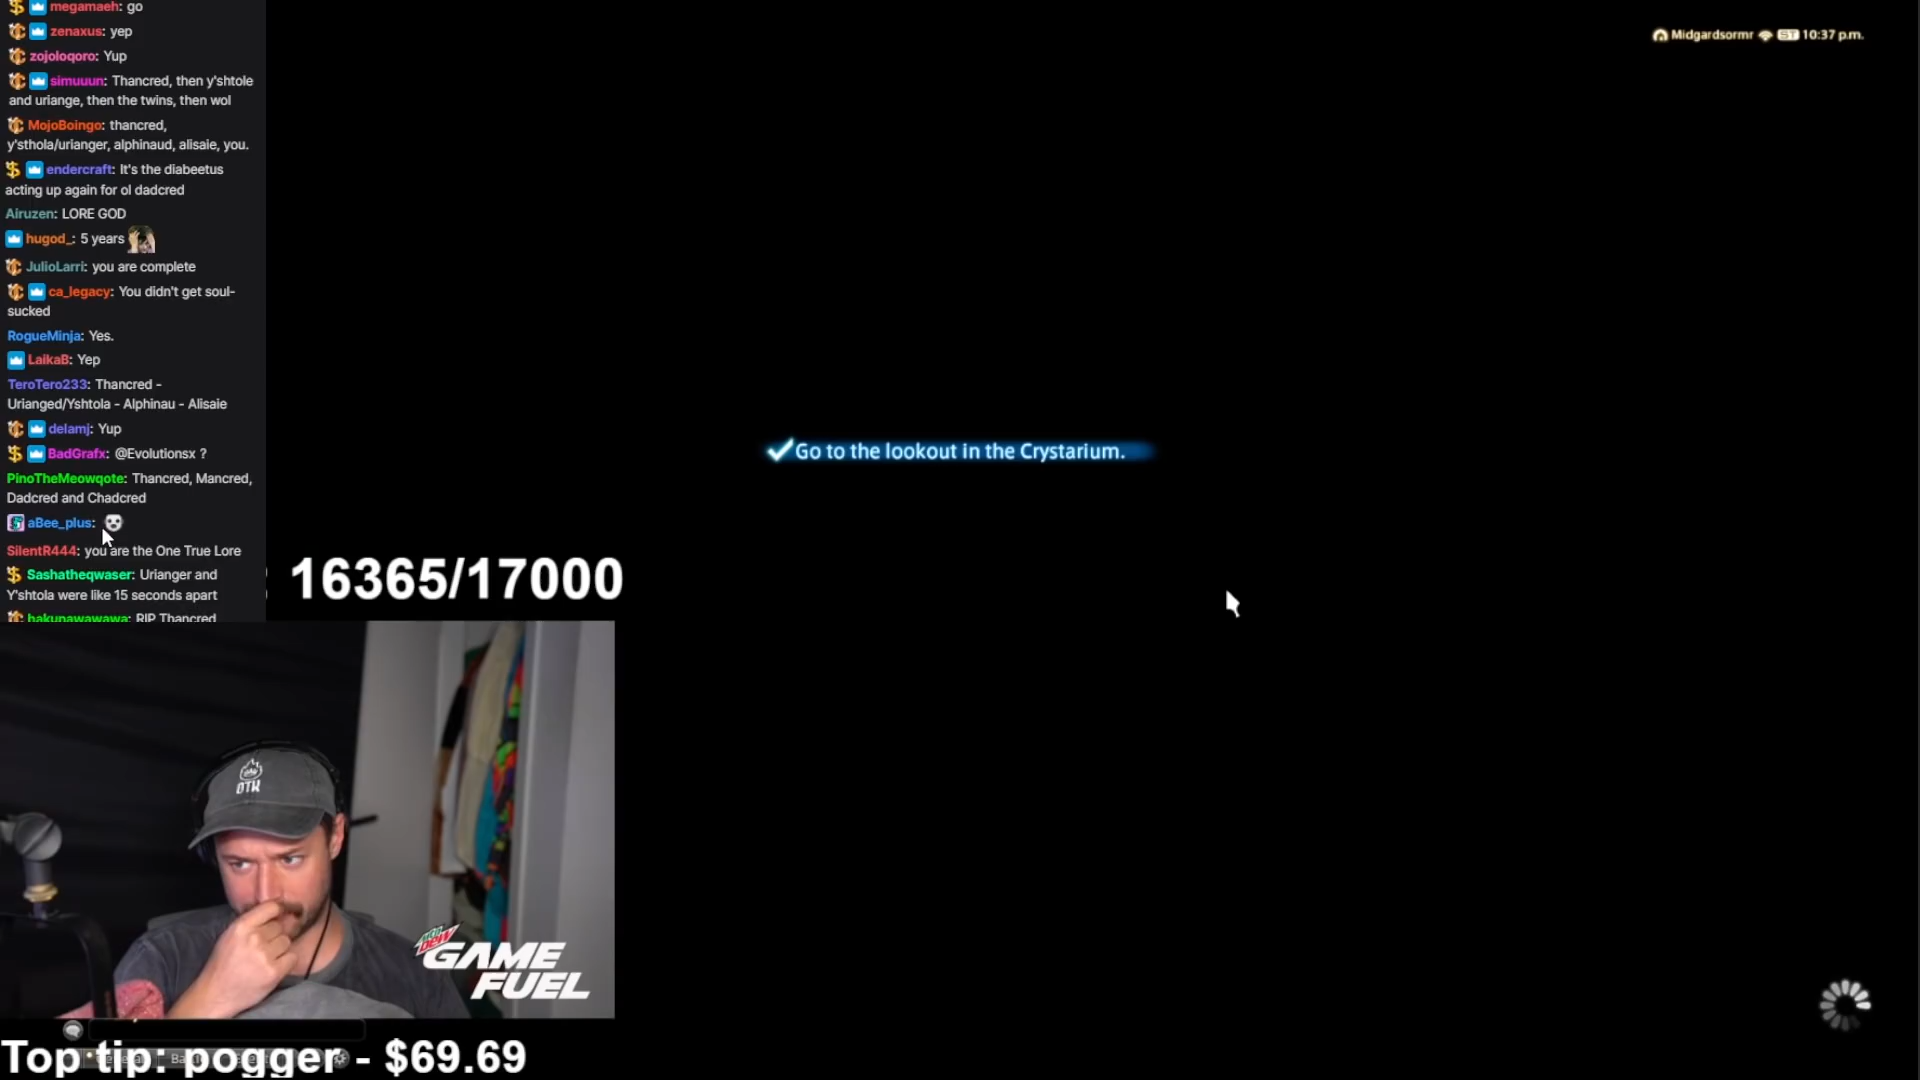 megamaeh: go
zenaxus: yep
zojoloqoro: Yup
simuuun: Thancred, then y'shtole
and uriange, then the twins, then wol
MojoBoingo: thancred,
y'sthola/urianger, alphinaud, alisaie, you.
endercraft: It's the diabeetus
acting up again for ol dadcred
Airuzen: LORE GOD
hugod_: 5 years
JulioLarri: you are complete
ca_legacy: You didn't get soul-
sucked
RogueMinja: Yes.
LaikaB: Yep
TeroTero233: Thancred -
Urianged/Yshtola - Alphinau - Alisaie
delamj: Yup
BadGrafx: @Evolutionsx ?
PinoTheMeowqote: Thancred, Mancred,
Dadcred and Chadcred
aBee_plus:
SilentR444: you are the One True Lore
Sashatheqwaser: Urianger and
Y'shtola were like 15 seconds apart
hakunawawawa: RIP Thancred
Midgardsormr ST 10:37 p.m.
Go to the lookout in the Crystarium.
16365/17000
OTK
GAME
FUEL
Top tip: pogger - $69.69